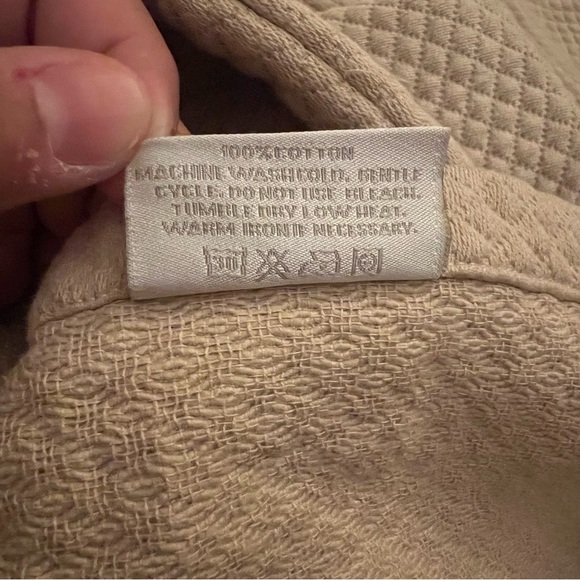 100% COTTON
MACHINE WASH COLD. GENTLE
CYCLE. DO NOT USE BLEACH.
TUMBLE DRY LOW HEAT.
WARM IRON IF NECESSARY.
30